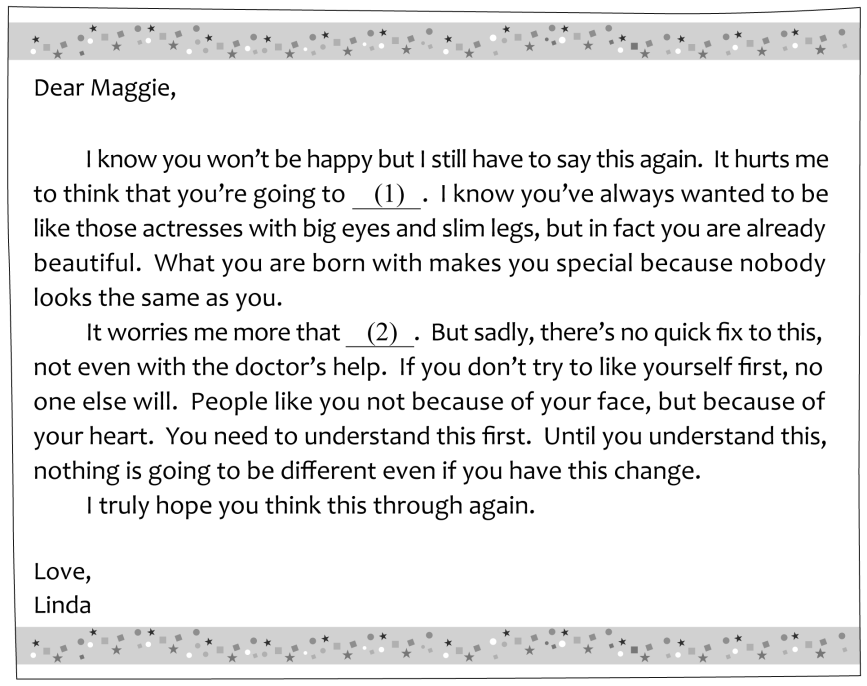 Dear Maggie,
I know you won't be happy but I still have to say this again. It hurts me
to think that you're going to (1) . I know you've always wanted to be
like those actresses with big eyes and slim legs, but in fact you are already
beautiful. What you are born with makes you special because nobody
looks the same as you.
It worries me more that (2) . But sadly, there's no quick fix to this,
not even with the doctor's help. If you don't try to like yourself first, no
one else will. People like you not because of your face, but because of
your heart. You need to understand this first. Until you understand this,
nothing is going to be different even if you have this change.
I truly hope you think this through again.
Love,
Linda